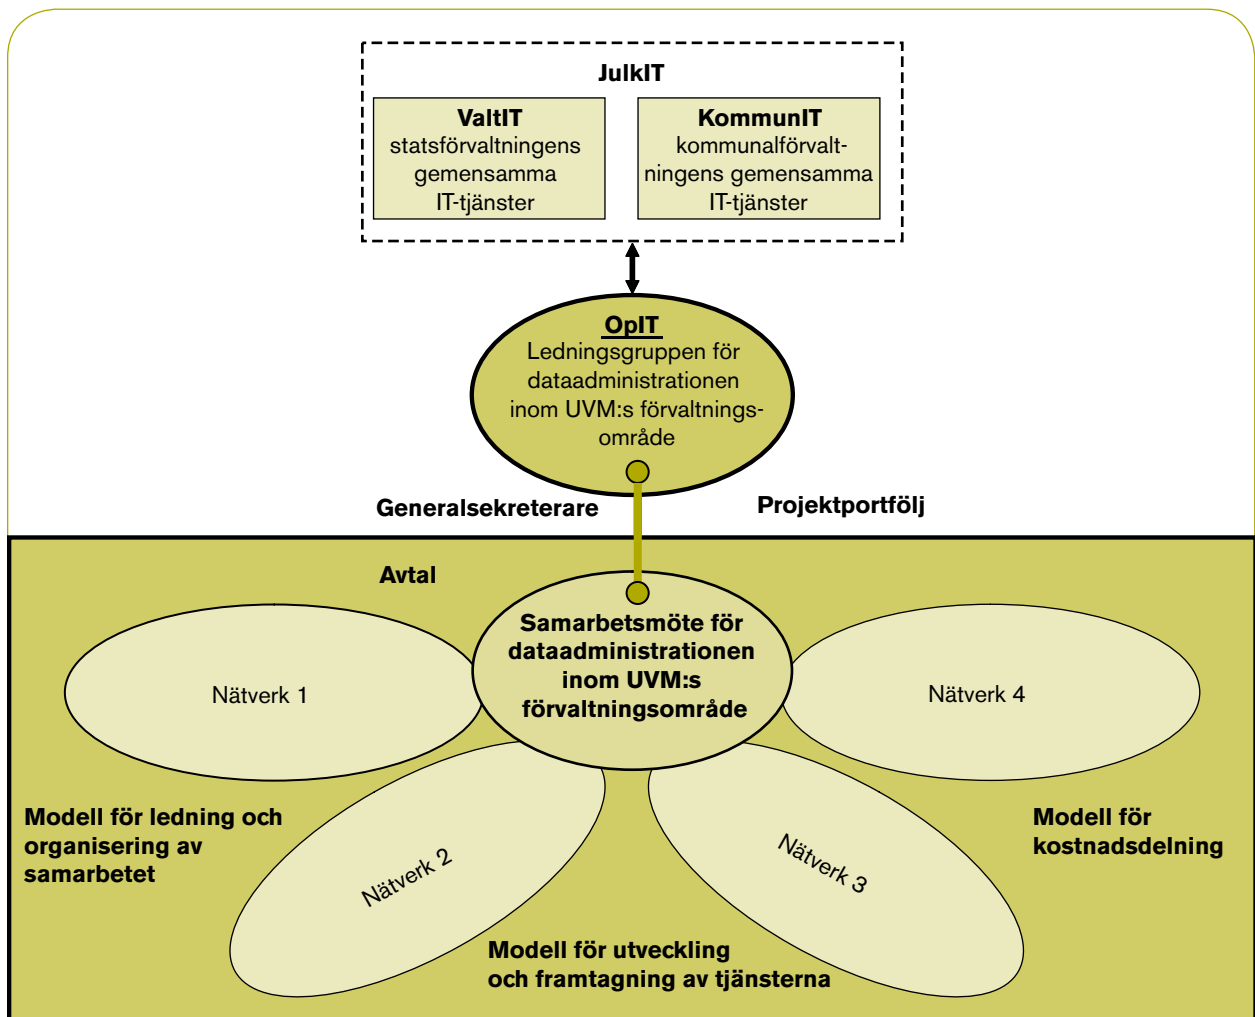 JulkIT
ValtIT
statsförvaltningens
gemensamma
IT-tjänster
KommunIT
kommunalförvalt-
ningens gemensamma
IT-tjänster
OpIT
Ledningsgruppen för
dataadministrationen
inom UVM:s förvaltnings-
område
Generalsekreterare
Projektportfölj
Avtal
Samarbetsmöte för
dataadministrationen
inom UVM:s
förvaltningsområde
Nätverk 1
Nätverk 4
Modell för ledning och
organisering av
samarbetet
Nätverk 2
Nätverk 3
Modell för
kostnadsdelning
Modell för utveckling
och framtagning av tjänsterna